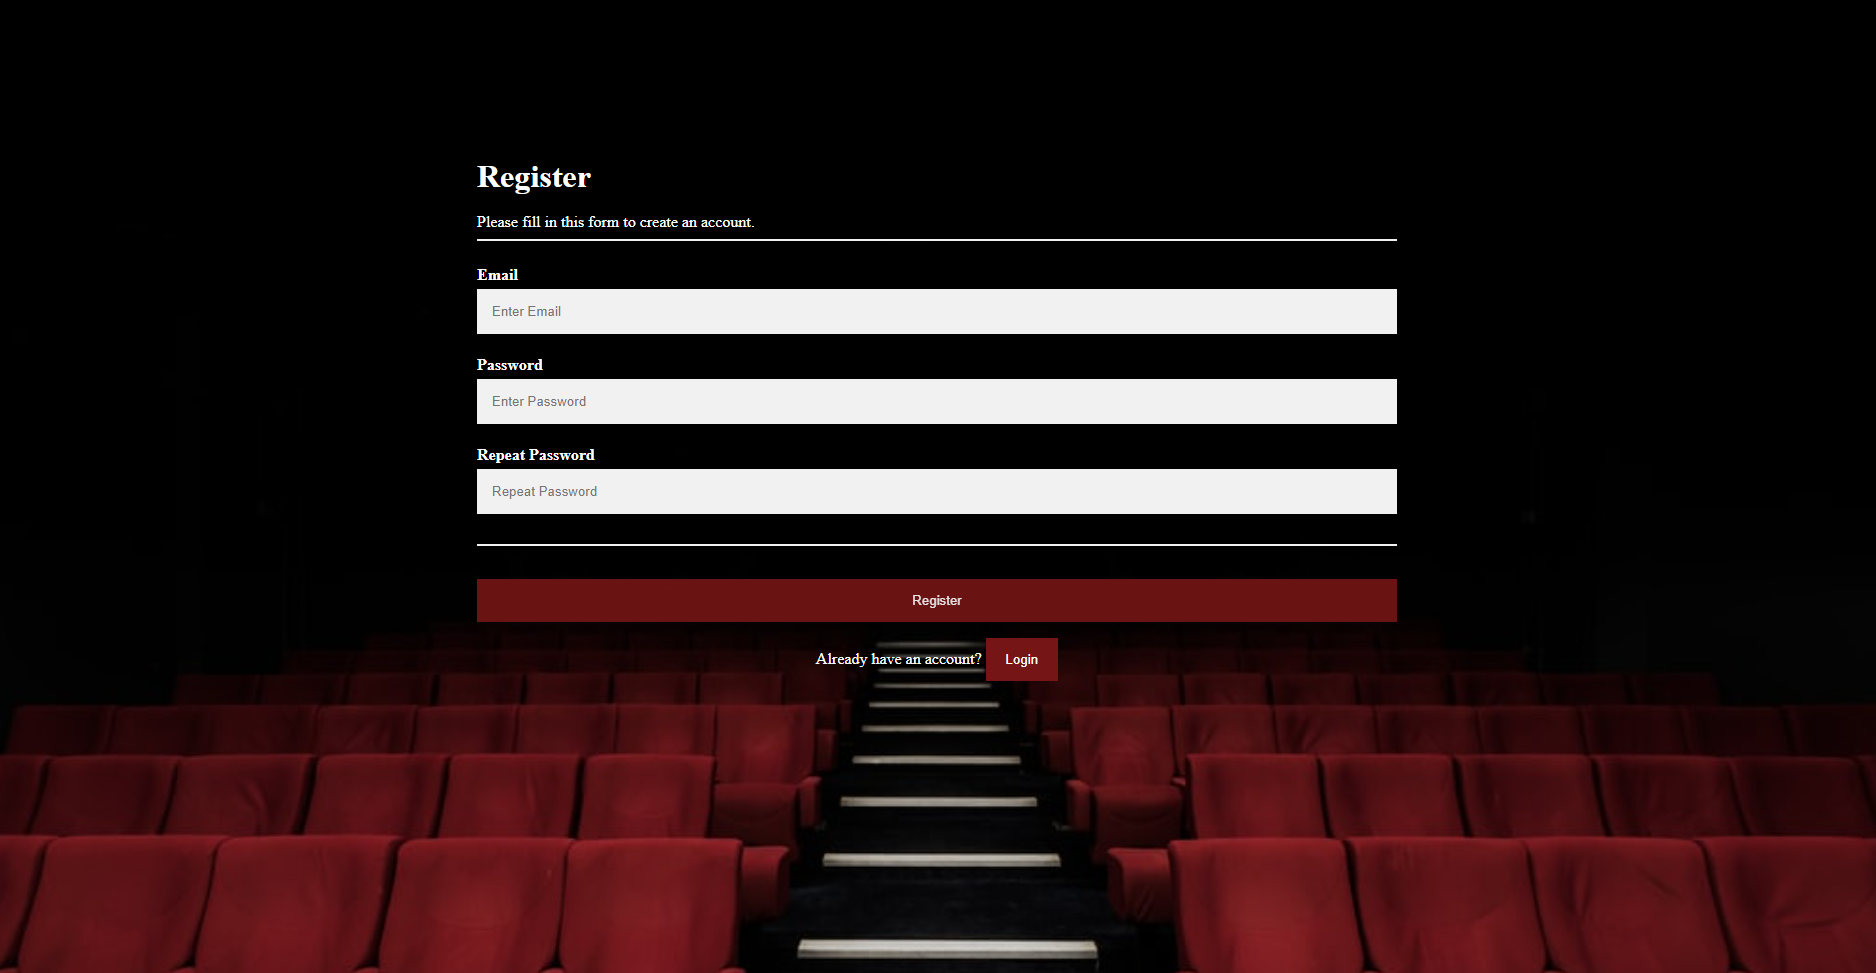 Register
Please fill in this form to create an account.
Email
Enter Email
Password
Enter Password
Repeat Password
Repeat Password
Register
Already have an account? Login